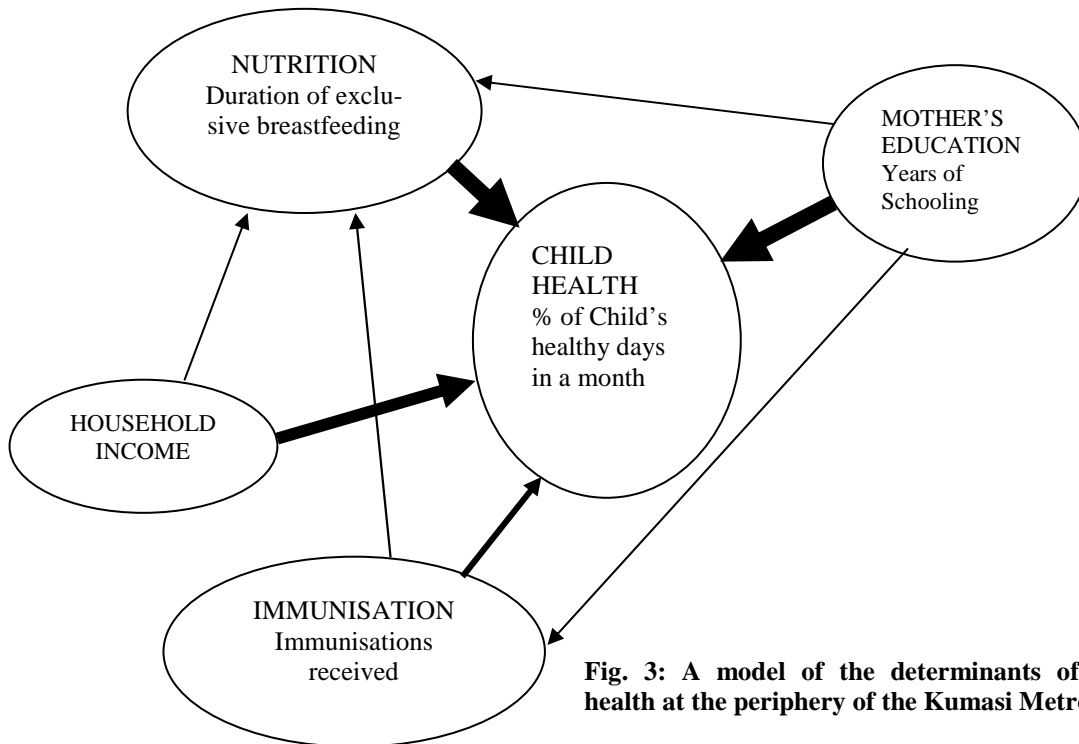 NUTRITION
Duration of exclu-
sive breastfeeding
MOTHER'S
EDUCATION
Years of
Schooling
CHILD
HEALTH
% of Child's
healthy days
in a month
HOUSEHOLD
INCOME
IMMUNISATION
Immunisations
received
Fig. 3: A model of the determinants of
health at the periphery of the Kumasi Metr